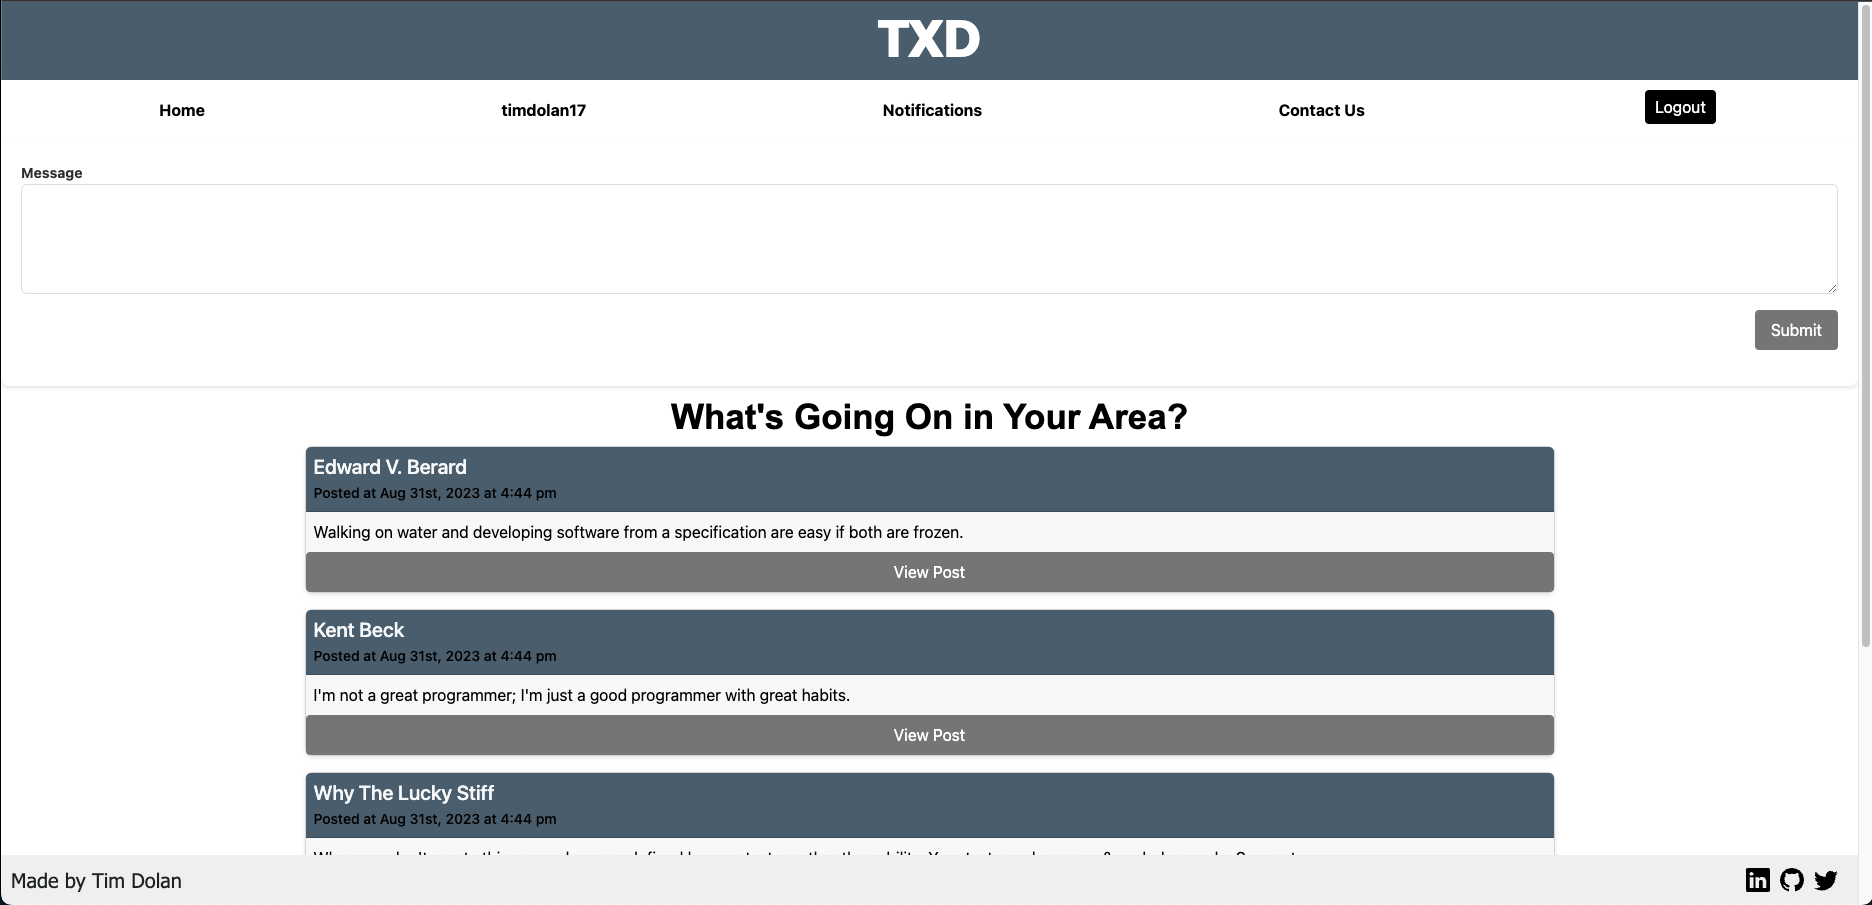 TXD
Home timdolan17 Notifications Contact Us Logout
Message
Submit
What's Going On in Your Area?
Edward V. Berard
Posted at Aug 31st, 2023 at 4:44 pm
Walking on water and developing software from a specification are easy if both are frozen.
View Post
Kent Beck
Posted at Aug 31st, 2023 at 4:44 pm
I'm not a great programmer; I'm just a good programmer with great habits.
View Post
Why The Lucky Stiff
Posted at Aug 31st, 2023 at 4:44 pm
Made by Tim Dolan
in